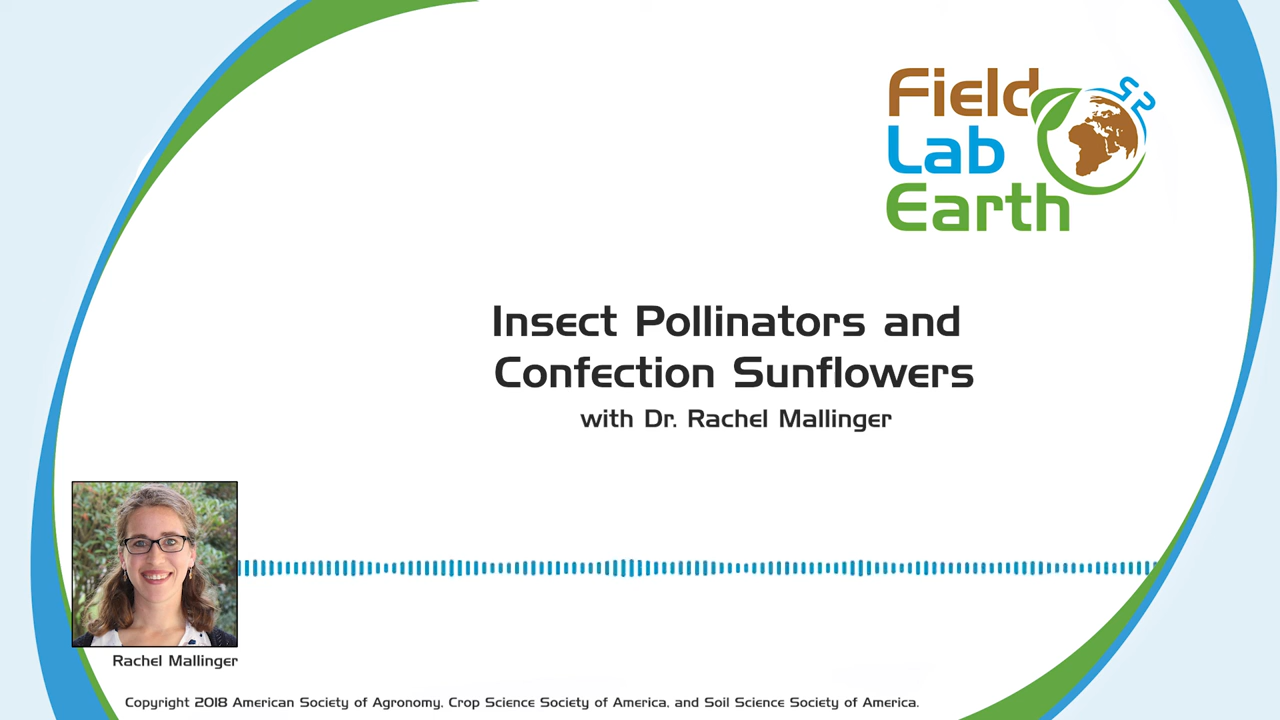 Field
Lab
Earth
Insect Pollinators and
Confection Sunflowers
with Dr. Rachel Mallinger
Rachel Mallinger
Copyright 2018 American Society of Agronomy, Crop Science Society of America, and Soil Science Society of America.